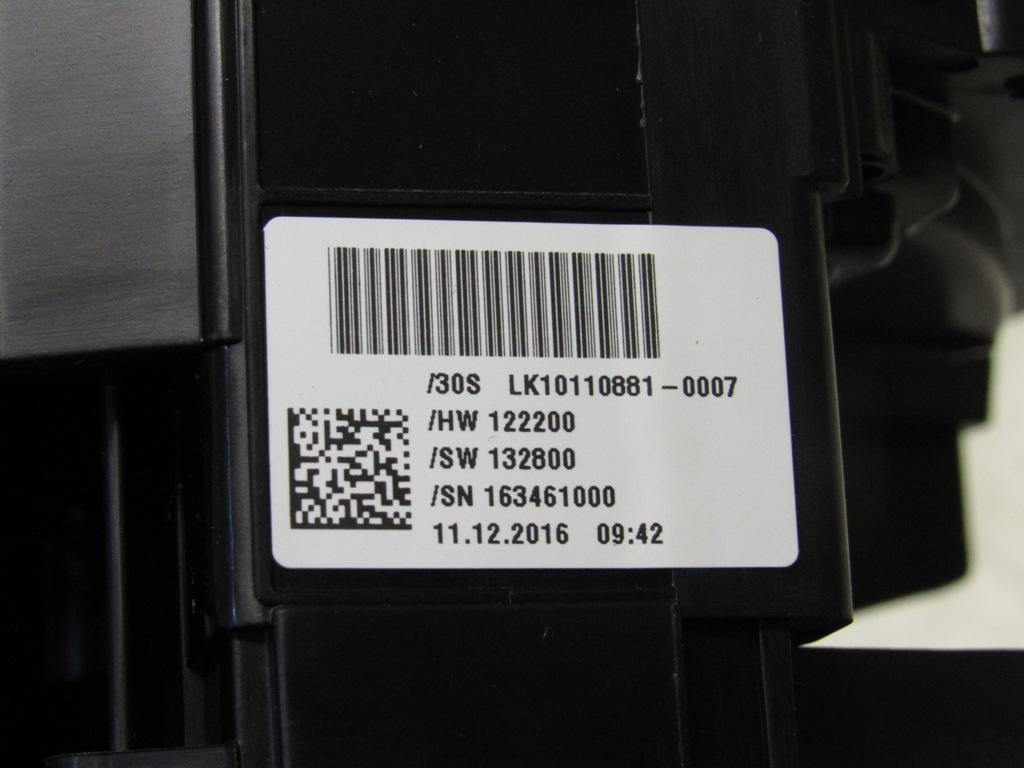 /30S LK10110881-0007
/HW 122200
/SW 132800
/SN 163461000
11.12.2016 09:42